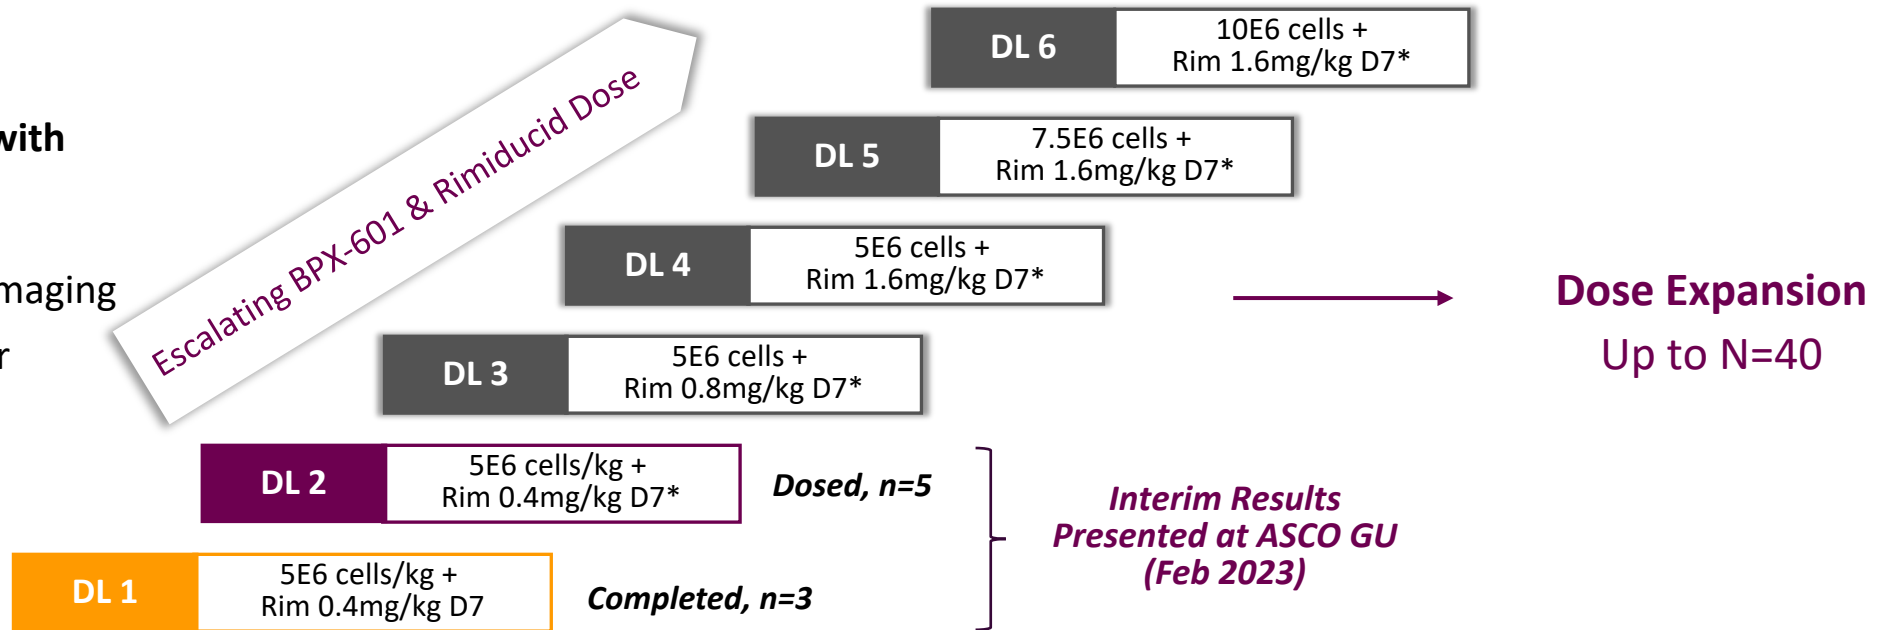 with
maging
r
Escalating BPX-601 & Rimiducid Dose
DL 6
10E6 cells +
Rim 1.6mg/kg D7*
DL 5
7.5E6 cells +
Rim 1.6mg/kg D7*
DL 4
5E6 cells +
Rim 1.6mg/kg D7*
DL 3
5E6 cells +
Rim 0.8mg/kg D7*
DL 2
5E6 cells/kg +
Rim 0.4mg/kg D7*
Dosed, n=5
DL 1
5E6 cells/kg +
Rim 0.4mg/kg D7
Completed, n=3
Interim Results
Presented at ASCO GU
(Feb 2023)
Dose Expansion
Up to N=40